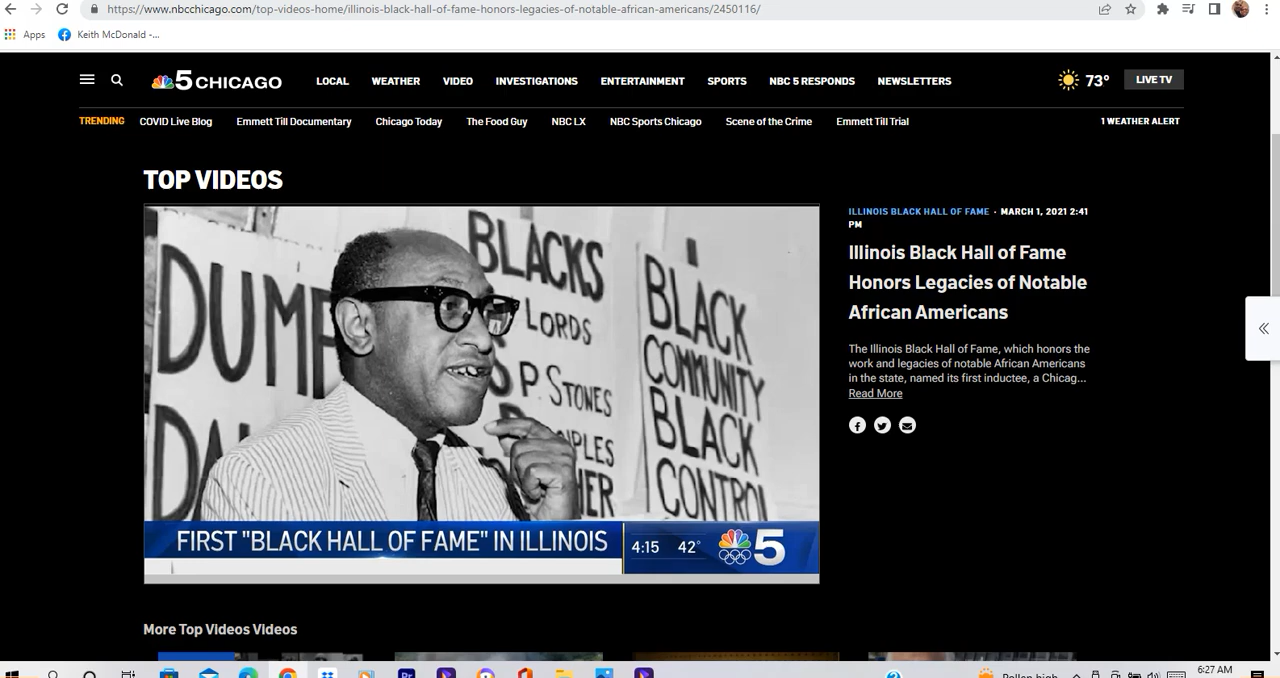 https://www.nbcchicago.com/top-videos-home/illinois-black-hall-of-fame-honors-legacies-of-notable-african-americans/2450116/
Apps Keith McDonald -...
5 CHICAGO LOCAL WEATHER VIDEO INVESTIGATIONS ENTERTAINMENT SPORTS NBC 5 RESPONDS NEWSLETTERS 73° LIVE TV
TRENDING COVID Live Blog Emmett Till Documentary Chicago Today The Food Guy NBC LX NBC Sports Chicago Scene of the Crime Emmett Till Trial 1 WEATHER ALERT
TOP VIDEOS
BLACKS
LORDS
P. STONES
BLACK
COMMUNITY
BLACK
CONTROL
FIRST "BLACK HALL OF FAME" IN ILLINOIS
4:15 42° 5
ILLINOIS BLACK HALL OF FAME · MARCH 1, 2021 2:41
PM
Illinois Black Hall of Fame
Honors Legacies of Notable
African Americans
The Illinois Black Hall of Fame, which honors the
work and legacies of notable African Americans
in the state, named its first inductee, a Chicag...
Read More
More Top Videos Videos
Pollen high 6:27 AM